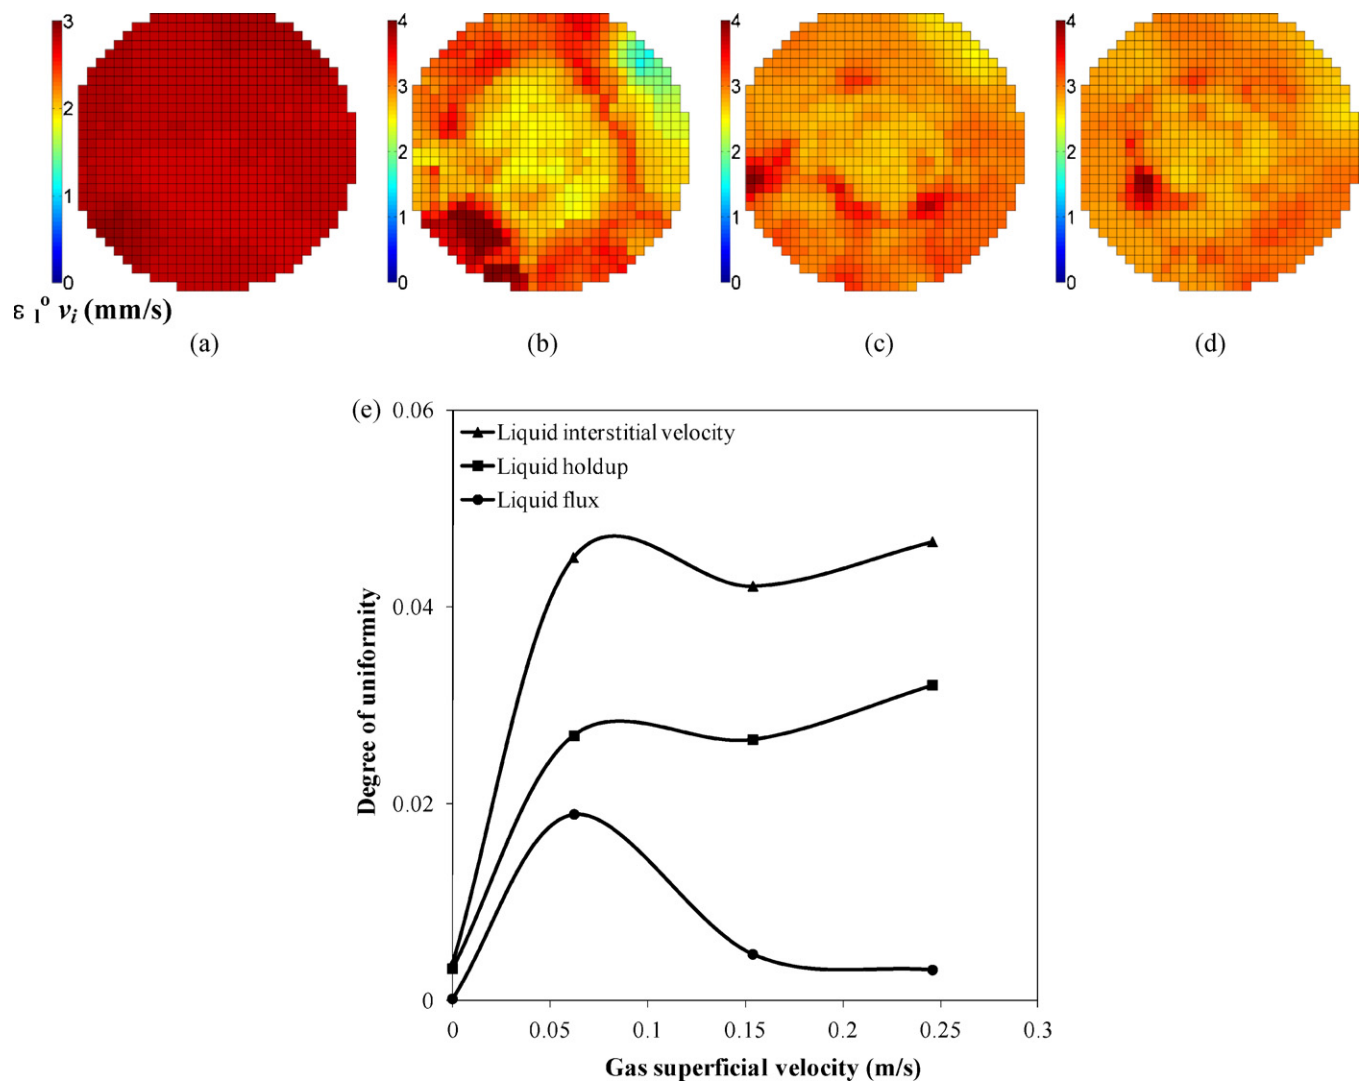 3 4 4 4
3 3 3
2
2 2 2
1
1 1 1
0 0 0 0
ε l o vi (mm/s)
(a) (b) (c) (d)
(e) 0.06
Liquid interstitial velocity
Liquid holdup
Liquid flux
0.04
Degree of uniformity
0.02
0
0 0.05 0.1 0.15 0.2 0.25 0.3
Gas superficial velocity (m/s)